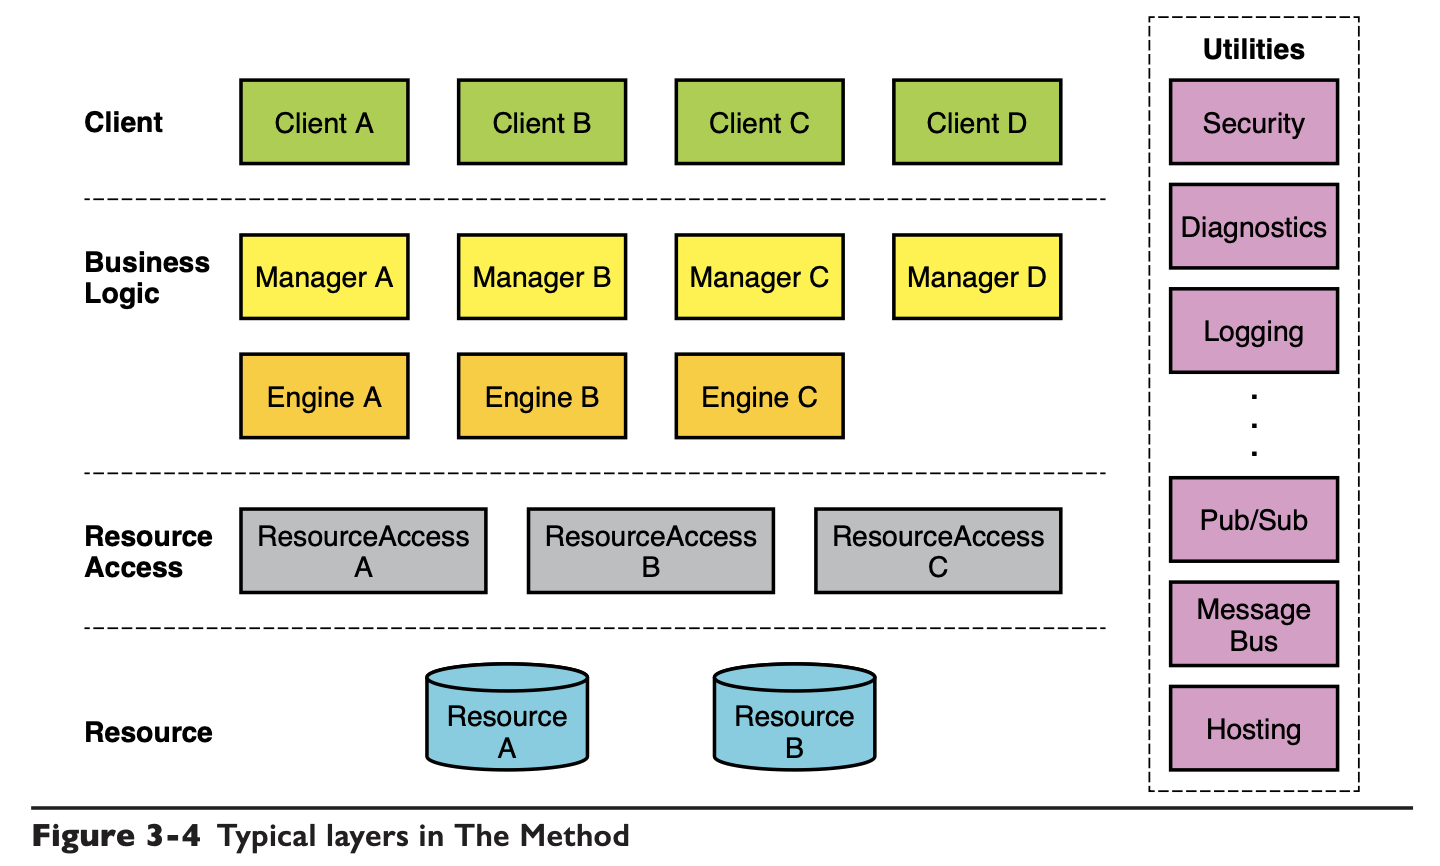 Utilities
Client
Client A
Client B
Client C
Client D
Security
Diagnostics
Business
Logic
Manager A
Manager B
Manager C
Manager D
Logging
Engine A
Engine B
Engine C
.
.
.
Resource
Access
ResourceAccess
A
ResourceAccess
B
ResourceAccess
C
Pub/Sub
Message
Bus
Resource
Resource
A
Resource
B
Hosting
Figure 3-4 Typical layers in The Method